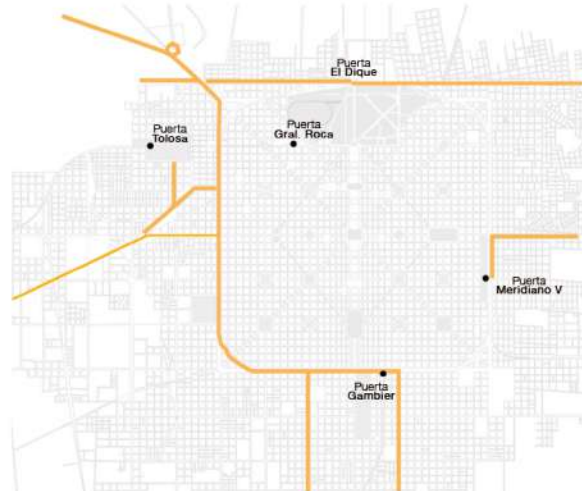 Puerta
El Dique
Puerta
Tolosa
Puerta
Gral. Roca
Puerta
Meridiano V
Puerta
Gambier